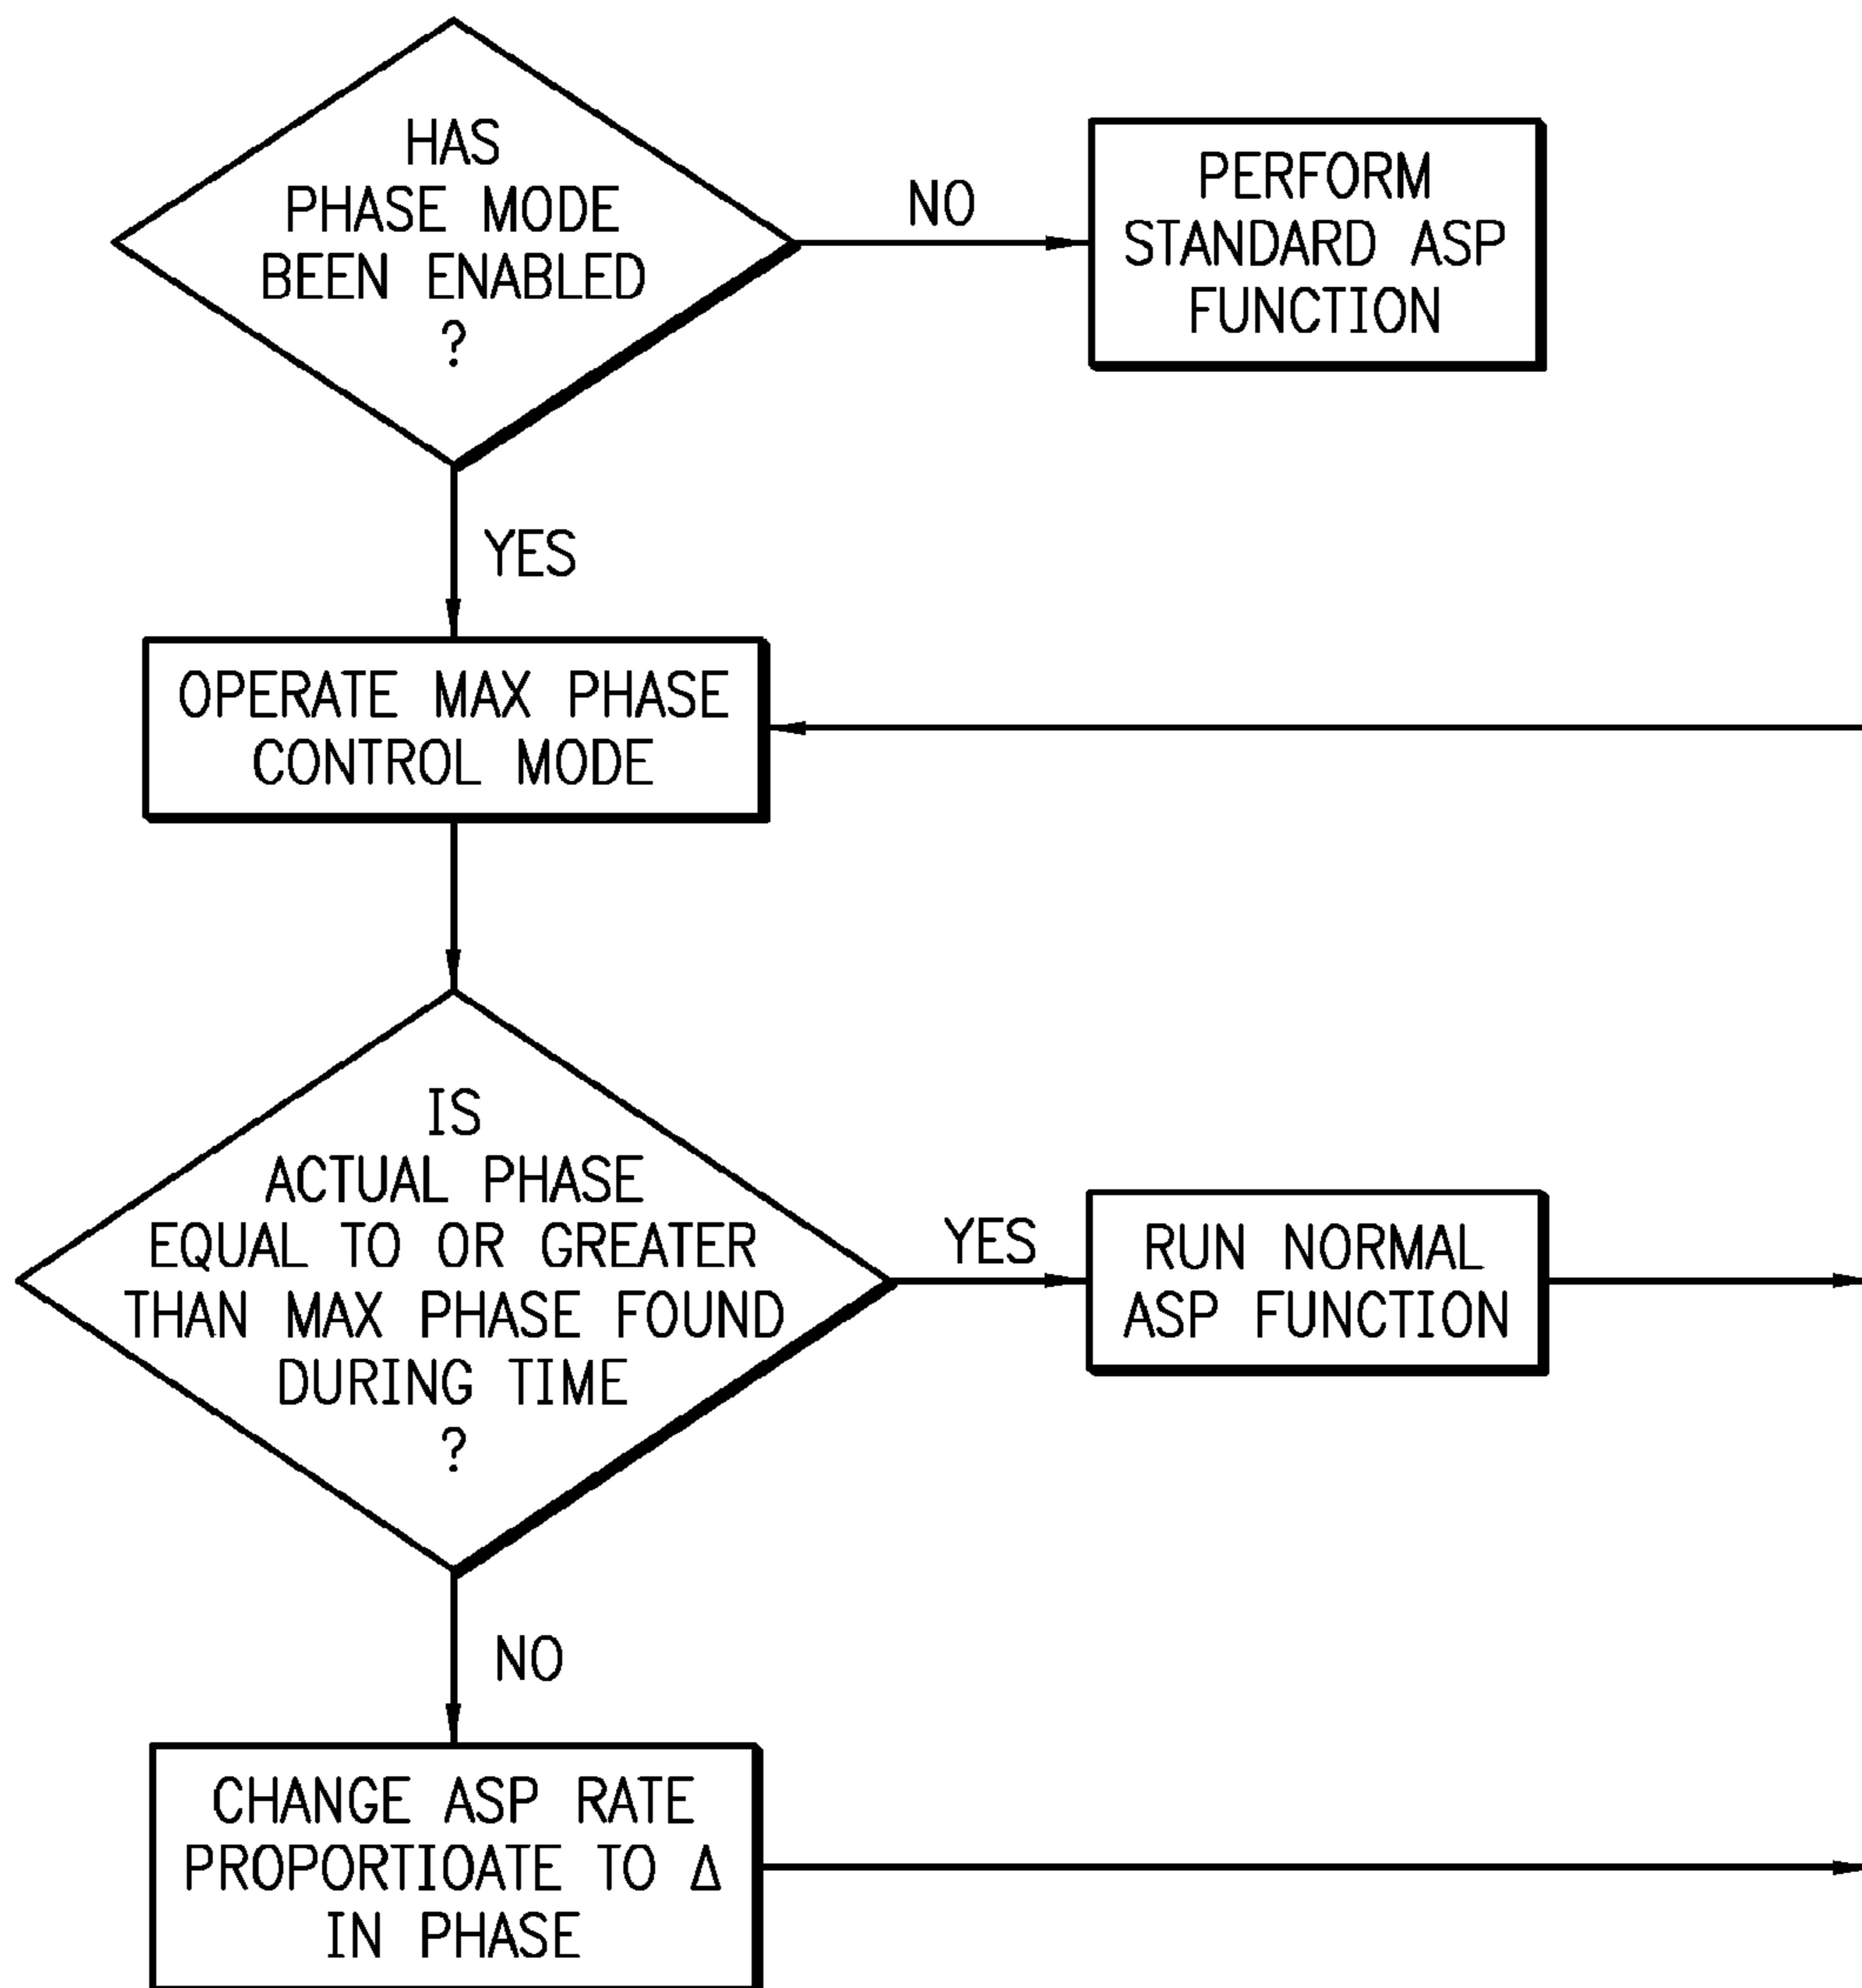 HAS
PHASE MODE
BEEN ENABLED
?
NO
PERFORM
STANDARD ASP
FUNCTION
YES
OPERATE MAX PHASE
CONTROL MODE
IS
ACTUAL PHASE
EQUAL TO OR GREATER
THAN MAX PHASE FOUND
DURING TIME
?
YES
RUN NORMAL
ASP FUNCTION
NO
CHANGE ASP RATE
PROPORTIOATE TO Δ
IN PHASE